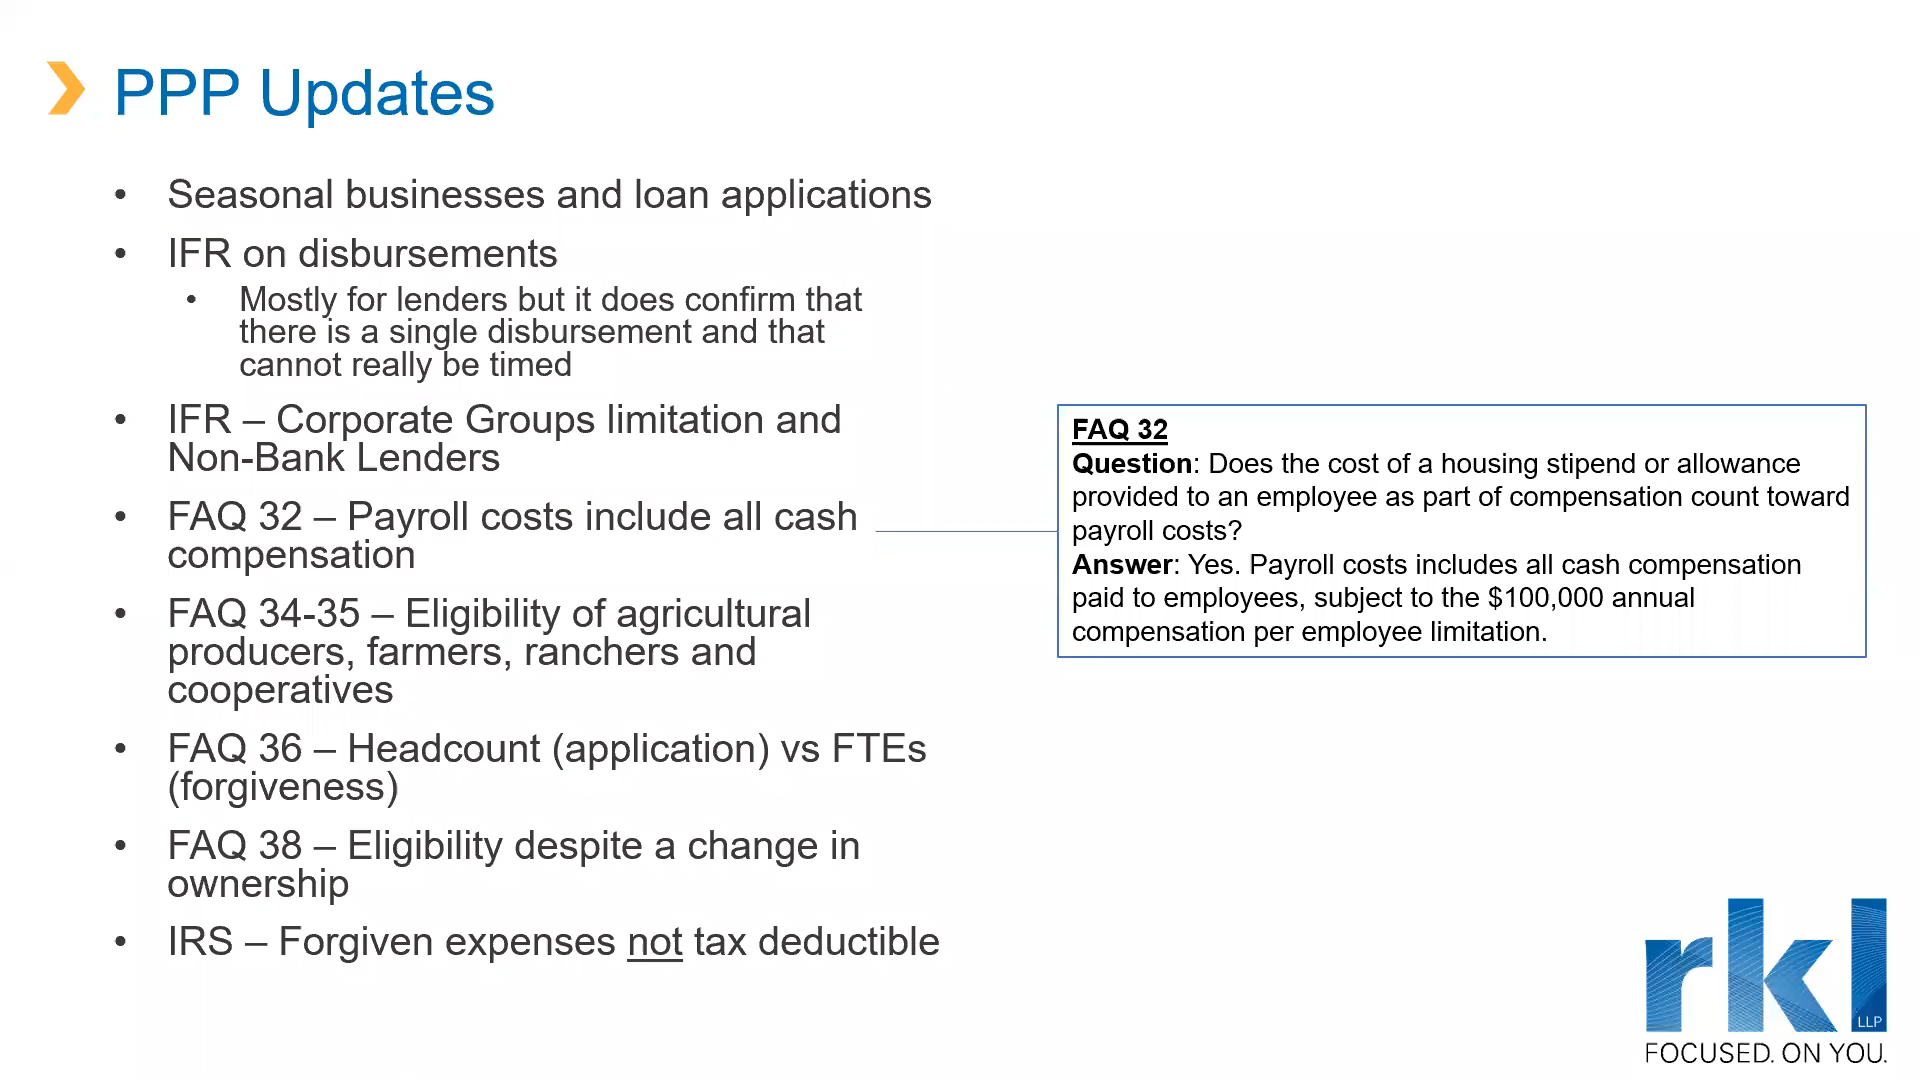 PPP Updates
• Seasonal businesses and loan applications
• IFR on disbursements
• Mostly for lenders but it does confirm that
there is a single disbursement and that
cannot really be timed
• IFR – Corporate Groups limitation and
Non-Bank Lenders
• FAQ 32 – Payroll costs include all cash
compensation
• FAQ 34-35 – Eligibility of agricultural
producers, farmers, ranchers and
cooperatives
• FAQ 36 – Headcount (application) vs FTEs
(forgiveness)
• FAQ 38 – Eligibility despite a change in
ownership
• IRS – Forgiven expenses not tax deductible
FAQ 32
Question: Does the cost of a housing stipend or allowance
provided to an employee as part of compensation count toward
payroll costs?
Answer: Yes. Payroll costs includes all cash compensation
paid to employees, subject to the $100,000 annual
compensation per employee limitation.
rkl
LLP
FOCUSED. ON YOU.